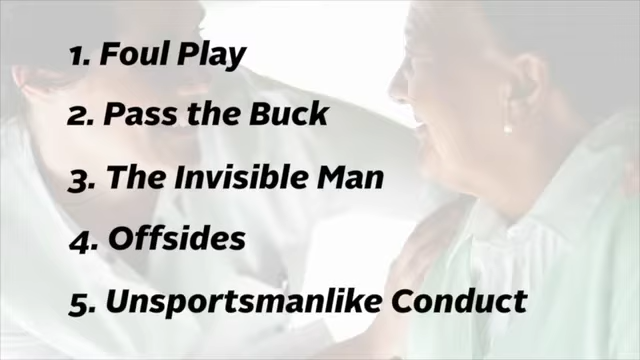 1. Foul Play
2. Pass the Buck
3. The Invisible Man
4. Offsides
5. Unsportsmanlike Conduct